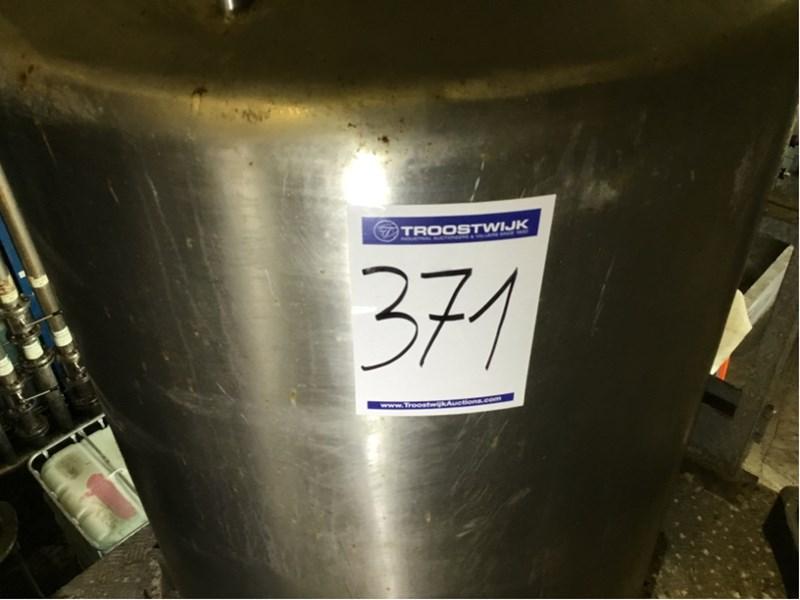 TROOSTWIJK
INDUSTRIAL AUCTIONEERS & VALUERS SINCE 1930
371
www.TroostwijkAuctions.com